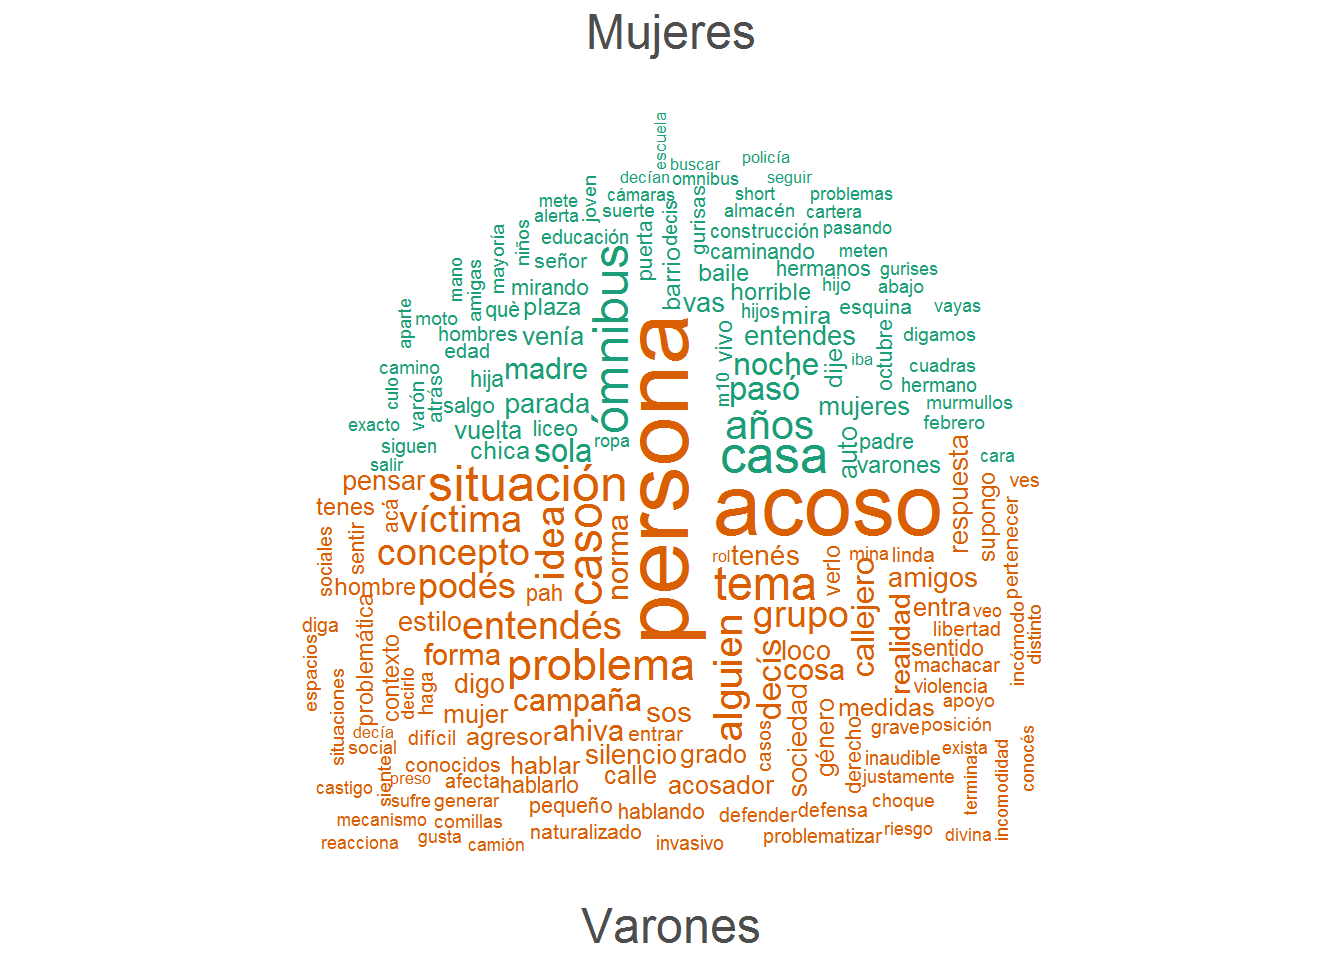 Mujeres
escuela
policía
buscar
decían
omnibus
seguir
joven
mete
cámaras
short
problemas
alerta
suerte
decis
gurisas
almacén
cartera
niños
educación
puerta
construcción
pasando
mayoría
señor
ómnibus
barrio
caminando
meten
mano
amigas
mirando
baile
hermanos
gurises
horrible
hijo
abajo
aparte
moto
què
plaza
vas
hijos
mira
esquina
vayas
hombres
venía
persona
vivo
entendes
octubre
digamos
edad
camino
culo
varón
atrás
hija
madre
m10
noche
dije
iba
cuadras
pasó
hermano
salgo
parada
mujeres
murmullos
exacto
vuelta
liceo
años
febrero
siguen
chica
sola
ropa
casa
auto
padre
salir
varones
respuesta
cara
pensar
situación
acoso
supongo
ves
tenes
acá
víctima
idea
caso
norma
pertenecer
sociales
sentir
concepto
rol
tenés
verlo
mina
linda
hombre
podés
pah
tema
callejero
amigos
diga
problemática
estilo
entendés
alguien
grupo
realidad
entra
veo
libertad
incómodo
distinto
espacios
contexto
forma
problema
decís
loco
sentido
situaciones
decirlo
haga
digo
cosa
machacar
violencia
campaña
mujer
sos
sociedad
medidas
apoyo
decía
social
difícil
agresor
ahiva
entrar
casos
género
derecho
grave
posición
siente
conocidos
hablar
silencio
grado
inaudible
exista
incomodidad
conocés
castigo
preso
afecta
hablarlo
calle
acosador
justamente
termina
sufre
generar
pequeño
hablando
defender
defensa
choque
mecanismo
comillas
naturalizado
problematizar
riesgo
divina
reacciona
gusta
camión
invasivo
Varones